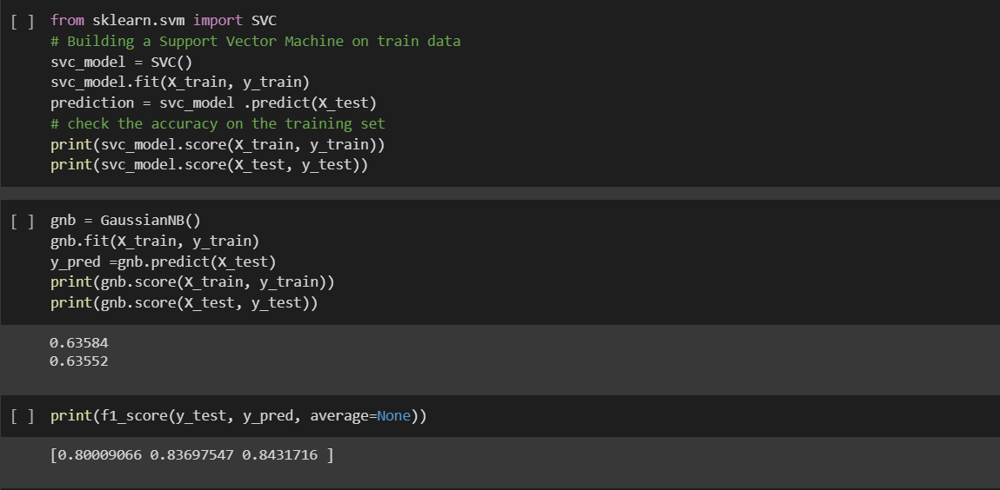 [ ] from sklearn.svm import SVC
# Building a Support Vector Machine on train data
svc_model = SVC()
svc_model.fit(X_train, y_train)
prediction = svc_model .predict(X_test)
# check the accuracy on the training set
print(svc_model.score(X_train, y_train))
print(svc_model.score(X_test, y_test))
[ ] gnb = GaussianNB()
gnb.fit(X_train, y_train)
y_pred =gnb.predict(X_test)
print(gnb.score(X_train, y_train))
print(gnb.score(X_test, y_test))
0.63584
0.63552
[ ] print(f1_score(y_test, y_pred, average=None))
[0.80009066 0.83697547 0.8431716 ]